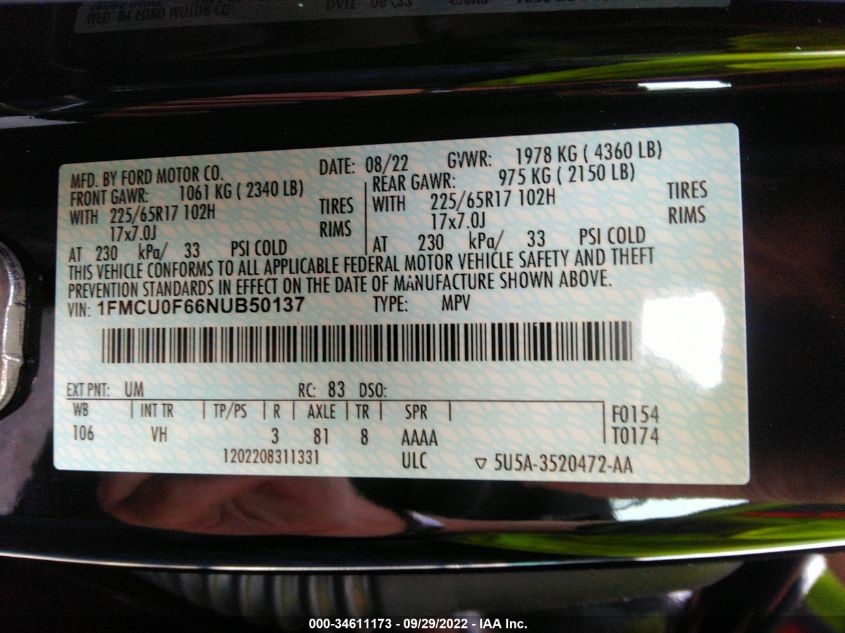 MFD. BY FORD MOTOR CO.
DATE: 08/22 GVWR: 1978 KG ( 4360 LB)
FRONT GAWR: 1061 KG ( 2340 LB)
WITH 225/65R17 102H TIRES
17x7.0J RIMS
AT 230 kPa/ 33 PSI COLD
REAR GAWR: 975 KG ( 2150 LB)
WITH 225/65R17 102H TIRES
17x7.0J RIMS
AT 230 kPa/ 33 PSI COLD
THIS VEHICLE CONFORMS TO ALL APPLICABLE FEDERAL MOTOR VEHICLE SAFETY AND THEFT
PREVENTION STANDARDS IN EFFECT ON THE DATE OF MANUFACTURE SHOWN ABOVE.
VIN: 1FMCU0F66NUB50137 TYPE: MPV
EXT PNT: UM RC: 83 DSO:
WB INT TR TP/PS R AXLE TR SPR F0154
106 VH 3 81 8 AAAA T0174
1202208311331 ULC ▽ 5U5A-3520472-AA
000-34611173 - 09/29/2022 - IAA Inc.